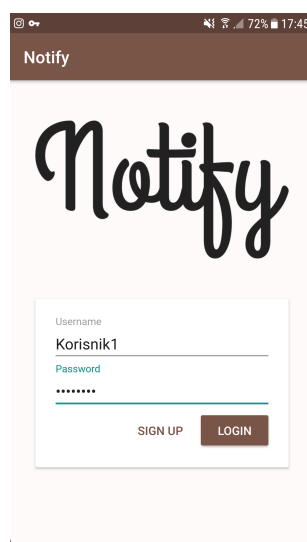 72% 17:45
Notify
Notify
Username
Korisnik1
Password
••••••••
SIGN UP LOGIN